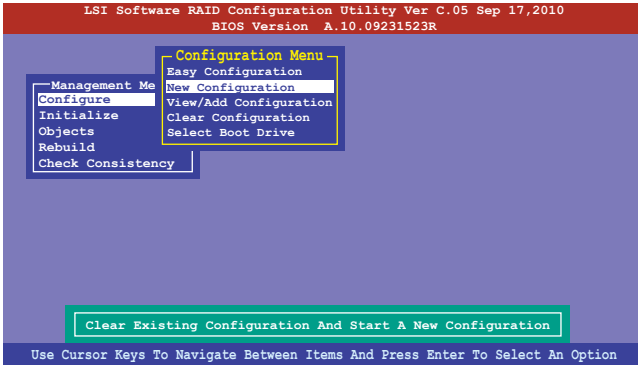 LSI Software RAID Configuration Utility Ver C.05 Sep 17,2010
BIOS Version A.10.09231523R
Configuration Menu
Easy Configuration
New Configuration
View/Add Configuration
Clear Configuration
Select Boot Drive
Management Me
Configure
Initialize
Objects
Rebuild
Check Consistency
Clear Existing Configuration And Start A New Configuration
Use Cursor Keys To Navigate Between Items And Press Enter To Select An Option